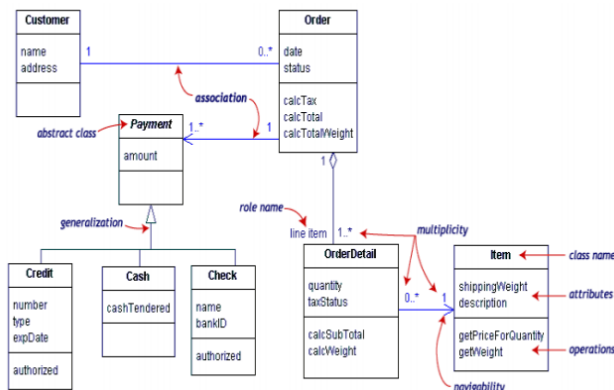 Customer
name
address
1
0..*
Order
date
status
calcTax
calcTotal
calcTotalWeight
association
abstract class
Payment
amount
1..*
1
1
generalization
role name
line item
1..*
multiplicity
Credit
number
type
expDate
authorized
Cash
cashTendered
Check
name
bankID
authorized
OrderDetail
quantity
taxStatus
calcSubTotal
calcWeight
0..*
1
Item
shippingWeight
description
getPriceForQuantity
getWeight
class name
attributes
operations
navigability